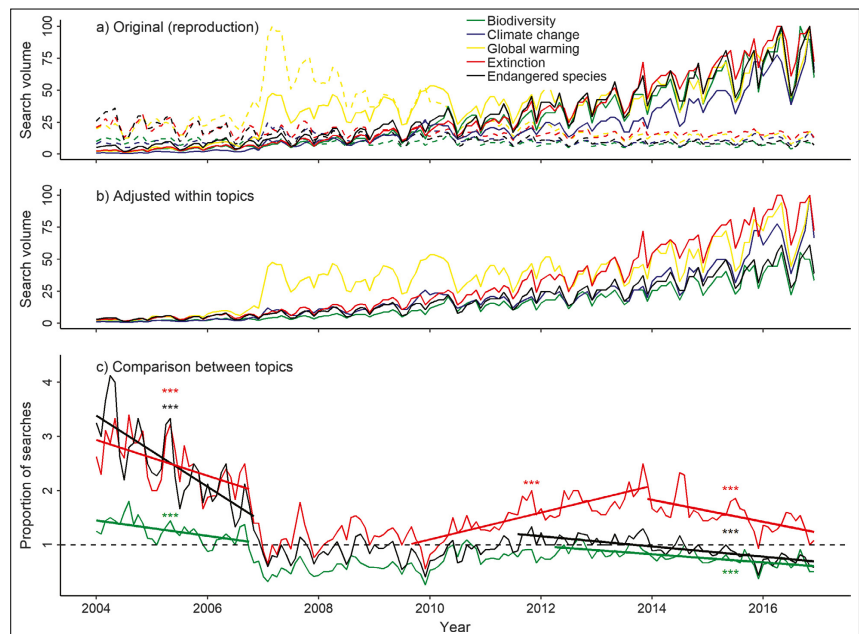 a) Original (reproduction)
Biodiversity
Climate change
Global warming
Extinction
Endangered species
Search volume
100
75
50
25
0
b) Adjusted within topics
Search volume
100
75
50
25
0
c) Comparison between topics
Proportion of searches
4
3
2
1
***
***
***
***
***
***
***
2004
2006
2008
2010
2012
2014
2016
Year